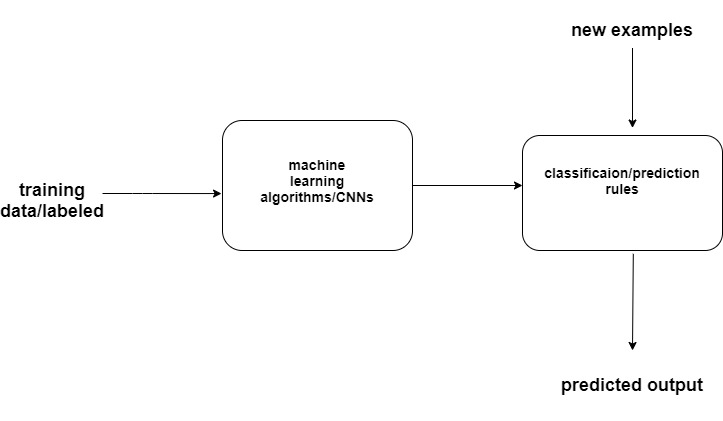 new examples
machine
learning
algorithms/CNNs
classificaion/prediction
rules
training
data/labeled
predicted output